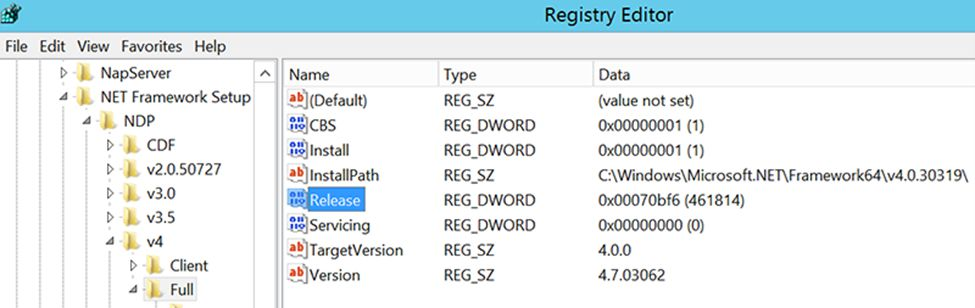 Registry Editor
File Edit View Favorites Help
NapServer
NET Framework Setup
NDP
CDF
v2.0.50727
v3.0
v3.5
v4
Client
Full
Name Type Data
(Default) REG_SZ (value not set)
CBS REG_DWORD 0x00000001 (1)
Install REG_DWORD 0x00000001 (1)
InstallPath REG_SZ C:\Windows\Microsoft.NET\Framework64\v4.0.30319\
Release REG_DWORD 0x00070bf6 (461814)
Servicing REG_DWORD 0x00000000 (0)
TargetVersion REG_SZ 4.0.0
Version REG_SZ 4.7.03062